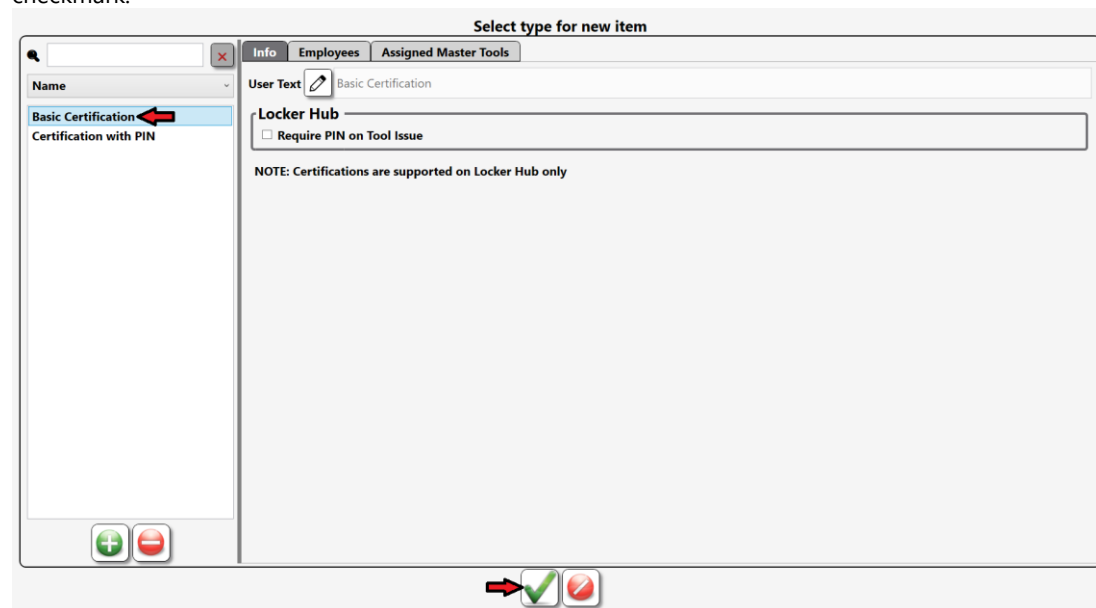 checkmark.
Select type for new item
Info Employees Assigned Master Tools
Name
User Text Basic Certification
Basic Certification
Certification with PIN
Locker Hub
Require PIN on Tool Issue
NOTE: Certifications are supported on Locker Hub only